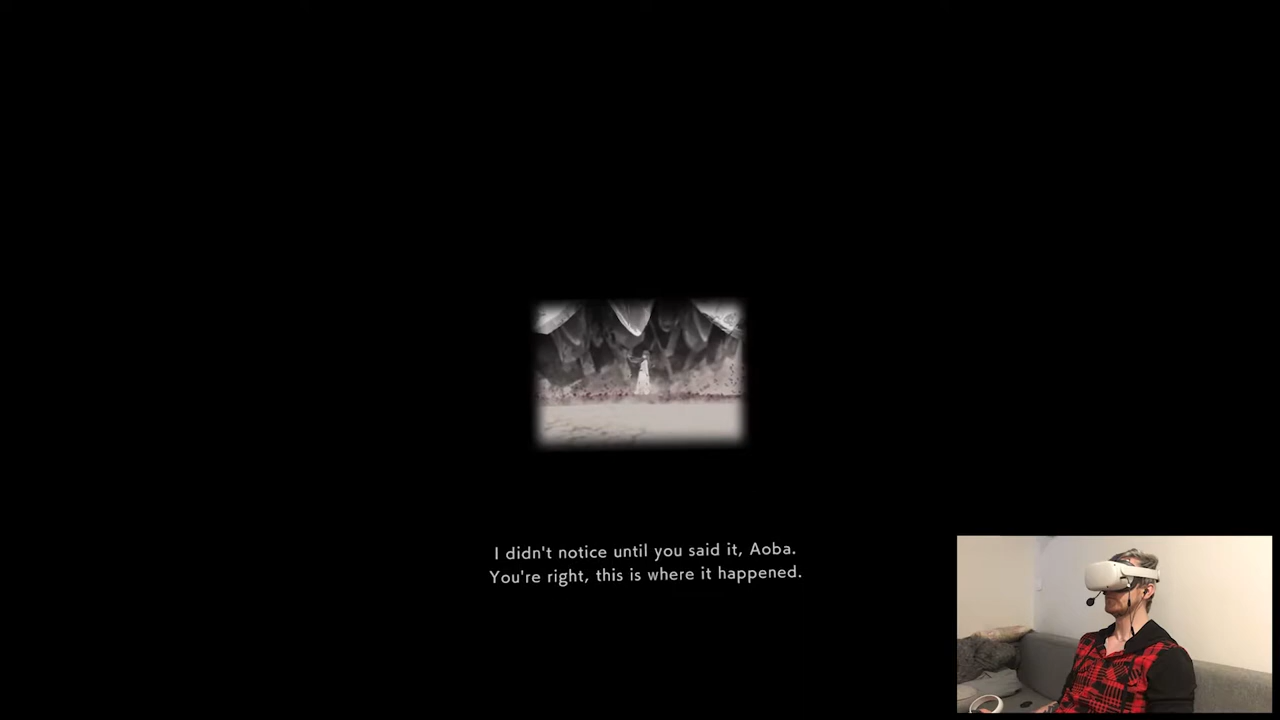 I didn't notice until you said it, Aoba.
You're right, this is where it happened.